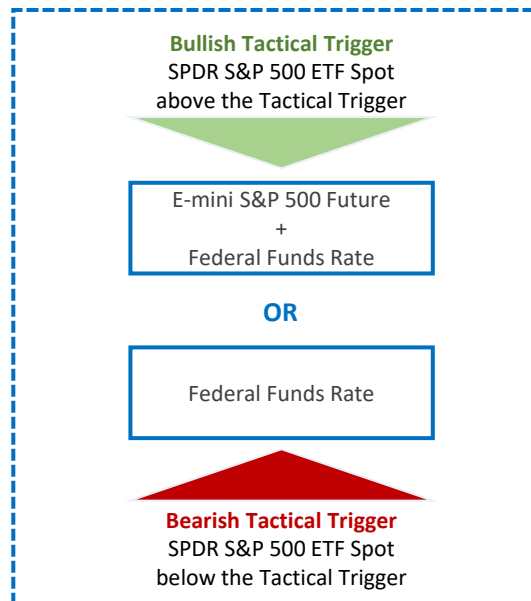 Bullish Tactical Trigger
SPDR S&P 500 ETF Spot
above the Tactical Trigger
E-mini S&P 500 Future
+
Federal Funds Rate
OR
Federal Funds Rate
Bearish Tactical Trigger
SPDR S&P 500 ETF Spot
below the Tactical Trigger